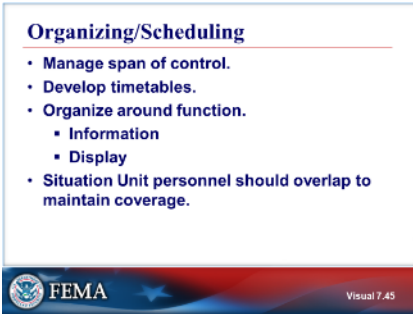 Organizing/Scheduling
• Manage span of control.
• Develop timetables.
• Organize around function.
▪ Information
▪ Display
• Situation Unit personnel should overlap to
maintain coverage.
FEMA
Visual 7.45